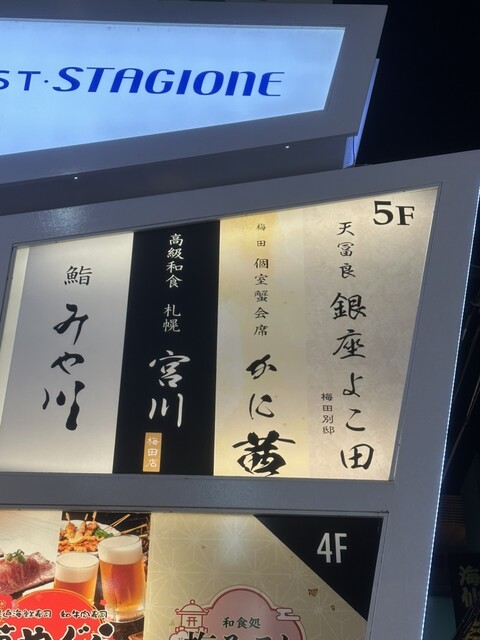 ST·STAGIONE
5F
天冨良
銀座よこ田
梅田別邸
梅田
個室蟹会席
かに茜
高級和食 札幌
宮川
梅田店
鮨
みや川
4F
和食処